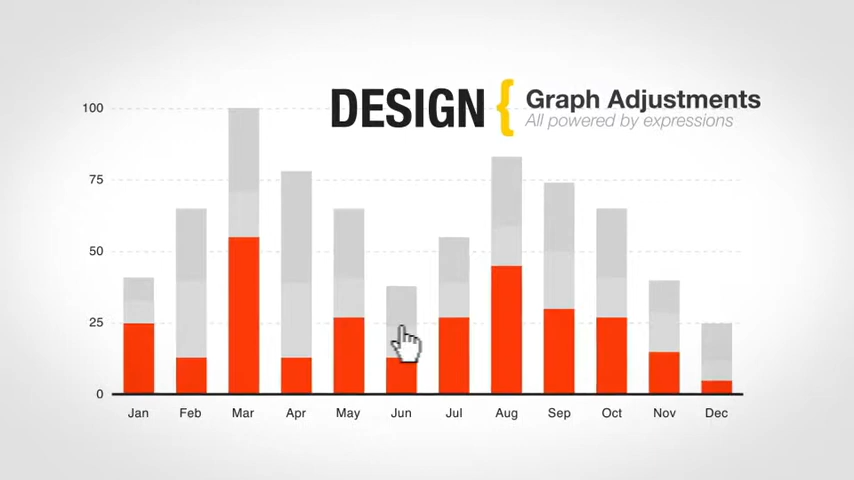 DESIGN { Graph Adjustments
All powered by expressions
100
75
50
25
0
Jan Feb Mar Apr May Jun Jul Aug Sep Oct Nov Dec